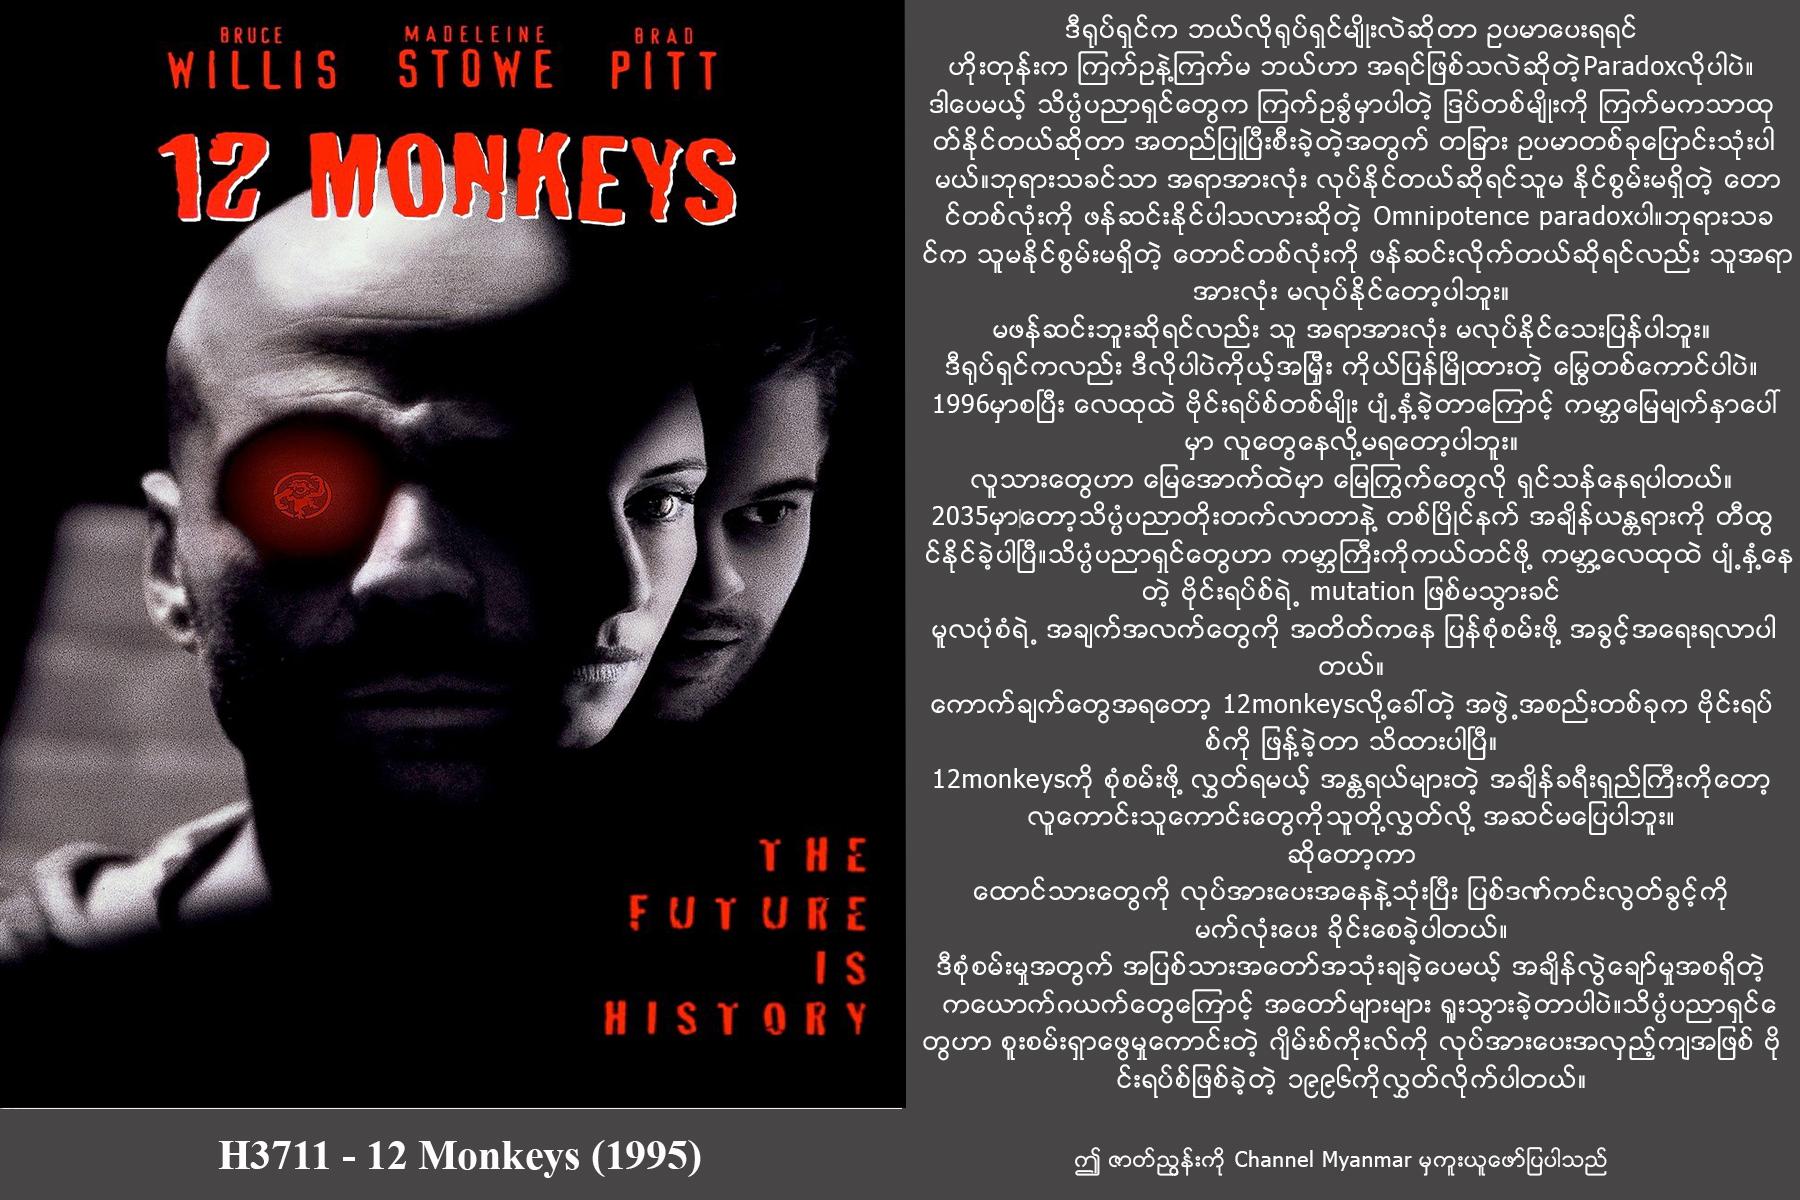 BRUCE
WILLIS
MADELEINE
STOWE
BRAD
PITT
12 MONKEYS
THE
FUTURE
IS
HISTORY
H3711 - 12 Monkeys (1995)
ဒီရုပ်ရှင်က ဘယ်လိုရုပ်ရှင်မျိုးလဲဆိုတာ ဥပမာပေးရရင်
ဟိုးတုန်းက ကြက်ဥနဲ့ကြက်မ ဘယ်ဟာ အရင်ဖြစ်သလဲဆိုတဲ့Paradoxလိုပါပဲ။
ဒါပေမယ့် သိပ္ပံပညာရှင်တွေက ကြက်ဥခွံမှာပါတဲ့ ဒြပ်တစ်မျိုးကို ကြက်မကသာထု
တ်နိုင်တယ်ဆိုတာ အတည်ပြုပြီးစီးခဲ့တဲ့အတွက် တခြား ဥပမာတစ်ခုပြောင်းသုံးပါ
မယ်။ဘုရားသခင်သာ အရာအားလုံး လုပ်နိုင်တယ်ဆိုရင်သူမ နိုင်စွမ်းမရှိတဲ့ တော
င်တစ်လုံးကို ဖန်ဆင်းနိုင်ပါသလားဆိုတဲ့ Omnipotence paradoxပါ။ဘုရားသခ
င်က သူမနိုင်စွမ်းမရှိတဲ့ တောင်တစ်လုံးကို ဖန်ဆင်းလိုက်တယ်ဆိုရင်လည်း သူအရာ
အားလုံး မလုပ်နိုင်တော့ပါဘူး။
မဖန်ဆင်းဘူးဆိုရင်လည်း သူ အရာအားလုံး မလုပ်နိုင်သေးပြန်ပါဘူး။
ဒီရုပ်ရှင်ကလည်း ဒီလိုပါပဲကိုယ့်အမြှီး ကိုယ်ပြန်မြိုထားတဲ့ မြွေတစ်ကောင်ပါပဲ။
1996မှာစပြီး လေထုထဲ ဗိုင်းရပ်စ်တစ်မျိုး ပျံ့နှံ့ခဲ့တာကြောင့် ကမ္ဘာမြေမျက်နှာပေါ်
မှာ လူတွေနေလို့မရတော့ပါဘူး။
လူသားတွေဟာ မြေအောက်ထဲမှာ မြေကြွက်တွေလို ရှင်သန်နေရပါတယ်။
2035မှာတော့သိပ္ပံပညာတိုးတက်လာတာနဲ့ တစ်ပြိုင်နက် အချိန်ယန္တရားကို တီထွ
င်နိုင်ခဲ့ပါပြီ။သိပ္ပံပညာရှင်တွေဟာ ကမ္ဘာကြီးကိုကယ်တင်ဖို့ ကမ္ဘာ့လေထုထဲ ပျံ့နှံ့နေ
တဲ့ ဗိုင်းရပ်စ်ရဲ့ mutation ဖြစ်မသွားခင်
မူလပုံစံရဲ့ အချက်အလက်တွေကို အတိတ်ကနေ ပြန်စုံစမ်းဖို့ အခွင့်အရေးရလာပါ
တယ်။
ကောက်ချက်တွေအရတော့ 12monkeysလို့ခေါ်တဲ့ အဖွဲ့အစည်းတစ်ခုက ဗိုင်းရပ်
စ်ကို ဖြန့်ခဲ့တာ သိထားပါပြီ။
12monkeysကို စုံစမ်းဖို့ လွှတ်ရမယ့် အန္တရယ်များတဲ့ အချိန်ခရီးရှည်ကြီးကိုတော့
လူကောင်းသူကောင်းတွေကိုသူတို့လွှတ်လို့ အဆင်မပြေပါဘူး။
ဆိုတော့ကာ
ထောင်သားတွေကို လုပ်အားပေးအနေနဲ့သုံးပြီး ပြစ်ဒဏ်ကင်းလွတ်ခွင့်ကို
မက်လုံးပေး ခိုင်းစေခဲ့ပါတယ်။
ဒီစုံစမ်းမှုအတွက် အပြစ်သားအတော်အသုံးချခဲ့ပေမယ့် အချိန်လွဲချော်မှုအစရှိတဲ့
ကယောက်ဂယက်တွေကြောင့် အတော်များများ ရူးသွားခဲ့တာပါပဲ။သိပ္ပံပညာရှင်ေ
တွဟာ စူးစမ်းရှာဖွေမှုကောင်းတဲ့ ဂျိမ်းစ်ကိုးလ်ကို လုပ်အားပေးအလှည့်ကျအဖြစ် ဗို
င်းရပ်စ်ဖြစ်ခဲ့တဲ့ ၁၉၉၆ကိုလွှတ်လိုက်ပါတယ်။
ဤ ဇာတ်ညွှန်းကို Channel Myanmar မှကူးယူဖော်ပြပါသည်